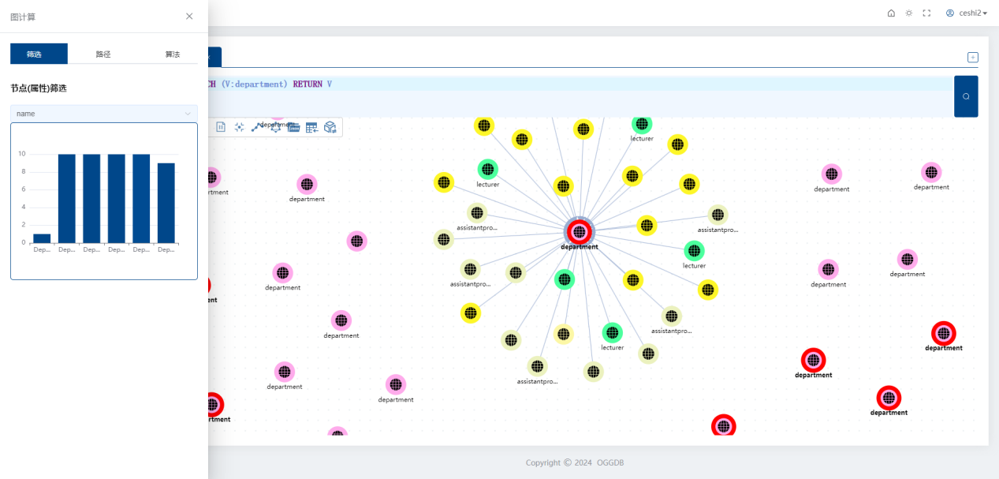 图计算
ceshi2
筛选
路径
算法
节点(属性)筛选
CH (V:department) RETURN V
name
10
8
6
4
2
0
Dep...
Dep...
Dep...
Dep...
Dep...
Dep...
department
lecturer
lecturer
rtment
department
department
department
assistantpro...
assistantpro...
department
lecturer
department
department
assistantpro...
department
department
ent
assistantpro...
department
lecturer
department
department
assistantpro...
department
department
department
rtment
Copyright © 2024 OGGDB